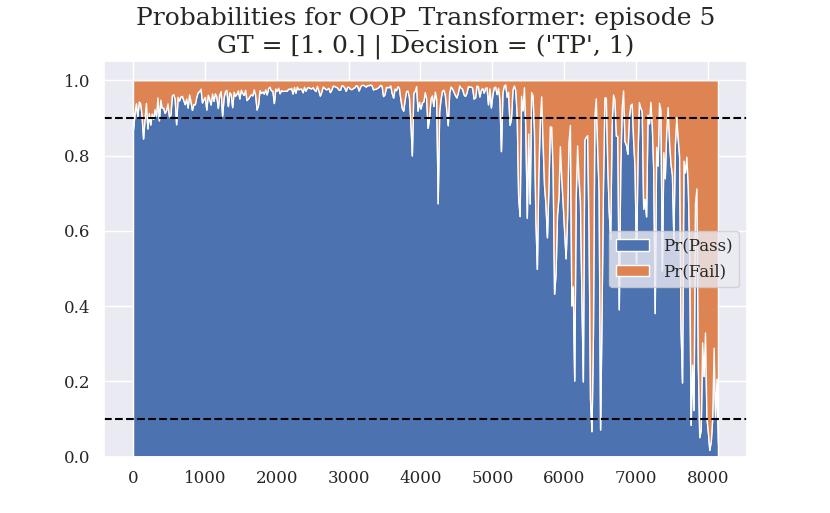 Probabilities for OOP_Transformer: episode 5
GT = [1. 0.] | Decision = ('TP', 1)
1.0
0.8
0.6
0.4
0.2
0.0
Pr(Pass)
Pr(Fail)
0 1000 2000 3000 4000 5000 6000 7000 8000